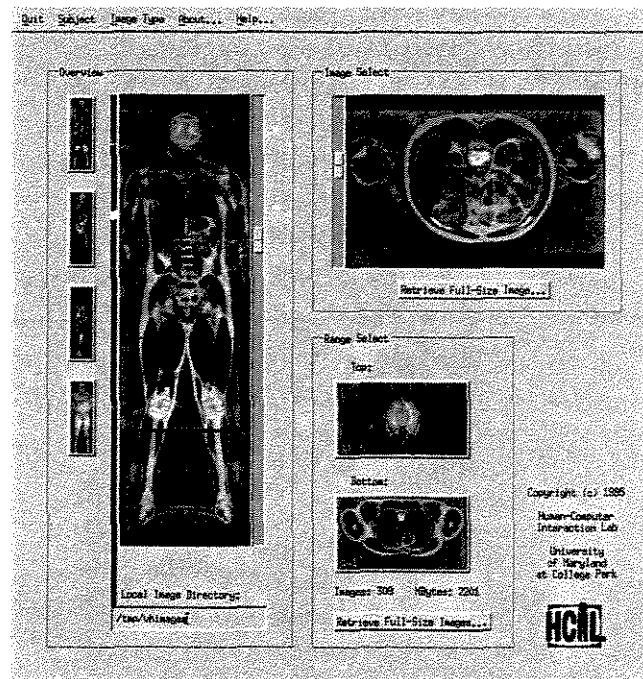 Quit Subject Image Type About... Help...
Overview
Local Image Directory:
/tmp/vhimages
Image Select
Retrieve Full-Size Image...
Range Select
Top:
Bottom:
Images: 309 MBytes: 2201
Retrieve Full-Size Images...
Copyright (c) 1995
Human-Computer
Interaction Lab
University
of Maryland
at College Park
HCIL